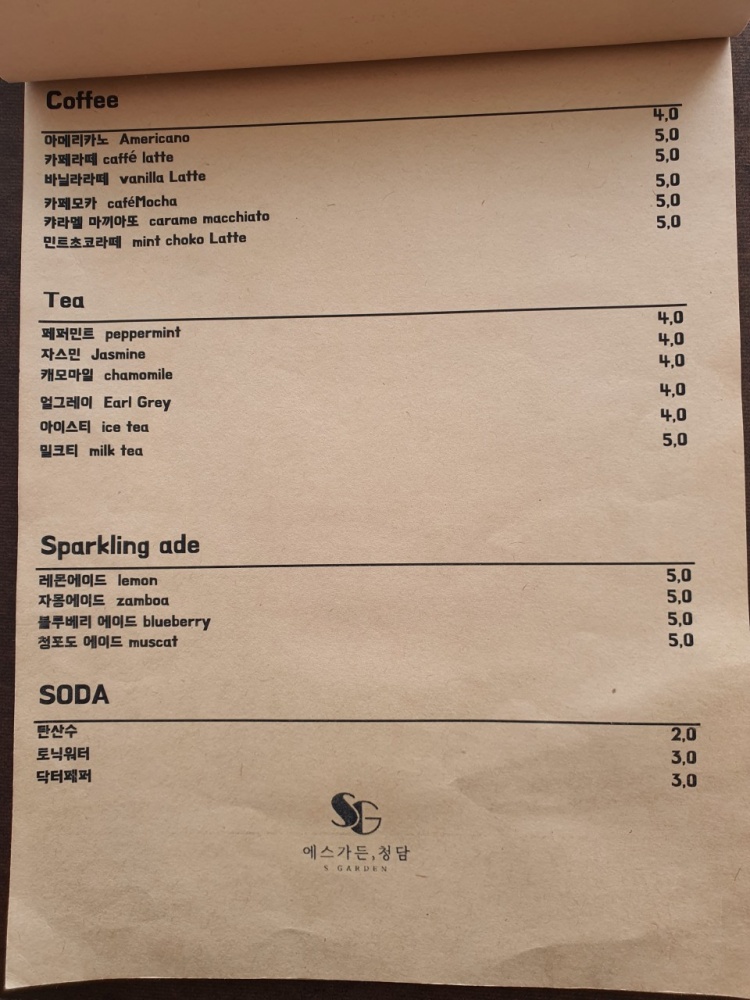 Coffee
아메리카노 Americano 4,0
카페라떼 caffé latte 5,0
바닐라라떼 vanilla Latte 5,0
카페모카 caféMocha 5,0
캬라멜 마끼아또 carame macchiato 5,0
민트초코라떼 mint choko Latte 5,0
Tea
페퍼민트 peppermint 4,0
자스민 Jasmine 4,0
캐모마일 chamomile 4,0
얼그레이 Earl Grey 4,0
아이스티 ice tea 4,0
밀크티 milk tea 5,0
Sparkling ade
레몬에이드 lemon 5,0
자몽에이드 zamboa 5,0
블루베리 에이드 blueberry 5,0
청포도 에이드 muscat 5,0
SODA
탄산수 2,0
토닉워터 3,0
닥터페퍼 3,0
SG
에스가든,청담
S GARDEN